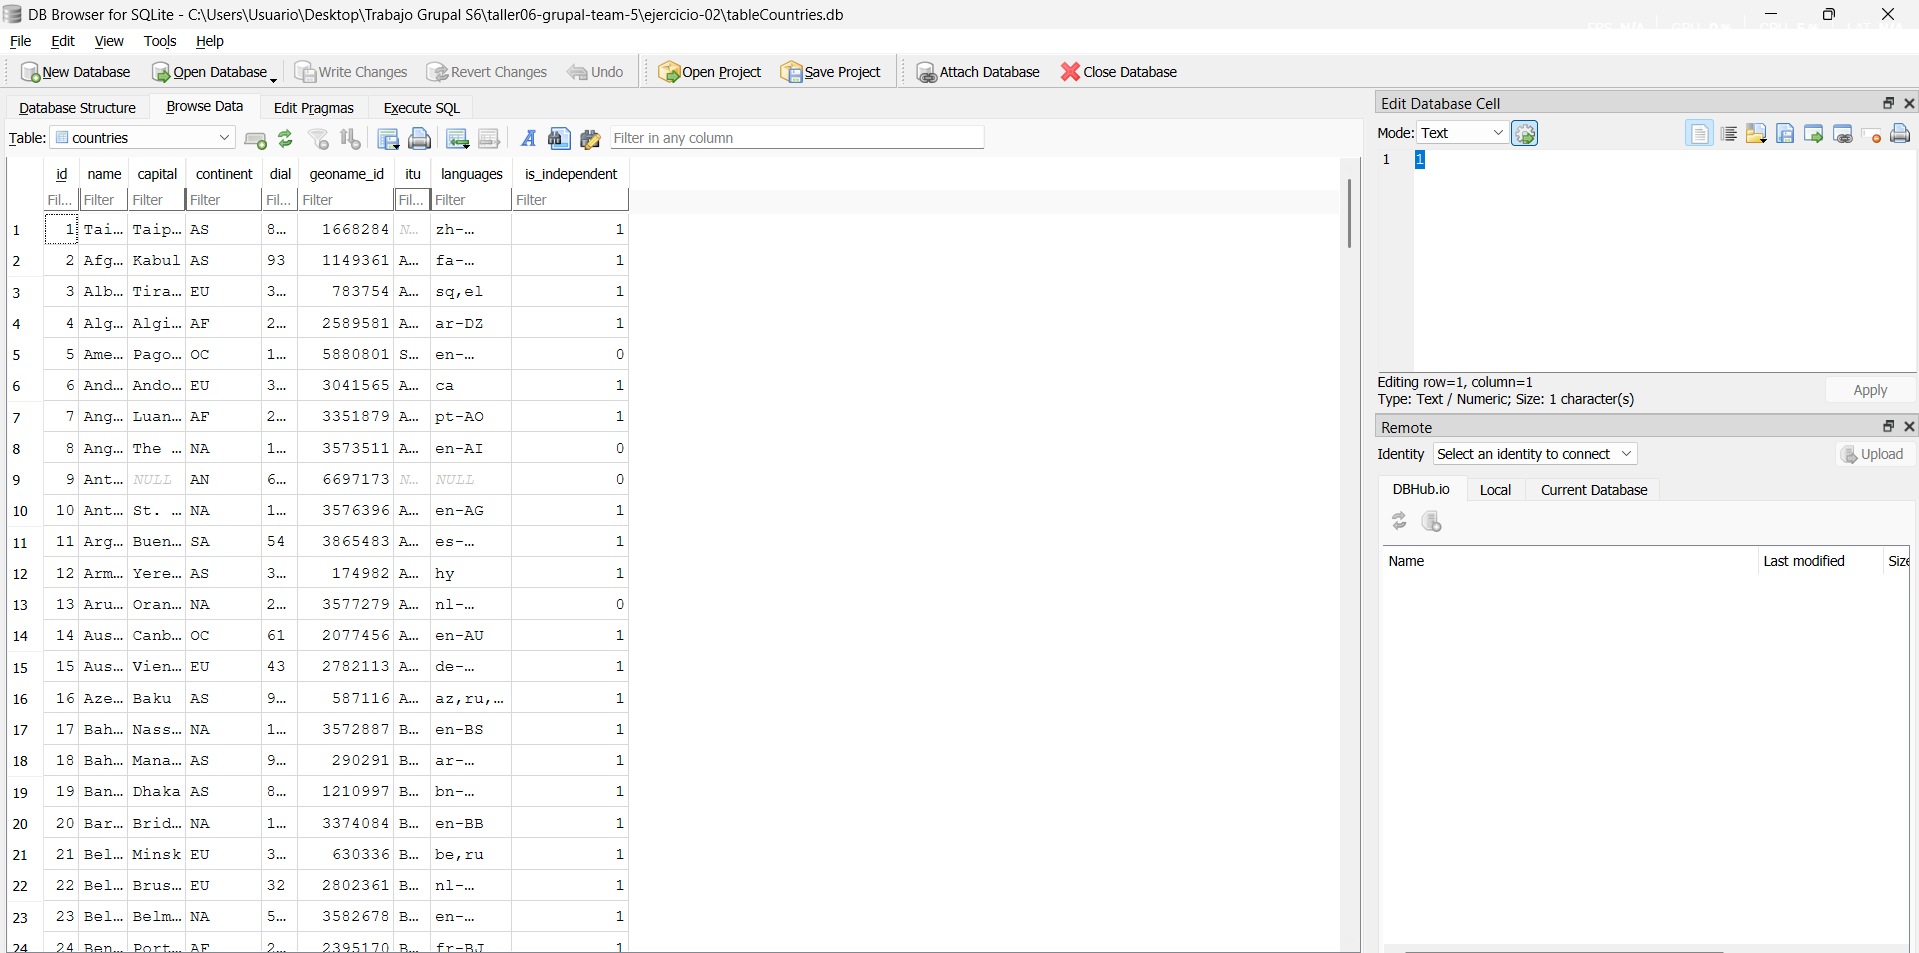 DB Browser for SQLite - C:\Users\Usuario\Desktop\Trabajo Grupal S6\taller06-grupal-team-5\ejercicio-02\tableCountries.db
File Edit View Tools Help
New Database Open Database Write Changes Revert Changes Undo Open Project Save Project Attach Database Close Database
Database Structure Browse Data Edit Pragmas Execute SQL
Table: countries Filter in any column
id name capital continent dial geoname_id itu languages is_independent
Fil... Filter Filter Filter Fil... Filter Fil... Filter Filter
1 1 Tai... Taip... AS 8... 1668284 N... zh-... 1
2 2 Afg... Kabul AS 93 1149361 A... fa-... 1
3 3 Alb... Tira... EU 3... 783754 A... sq,el 1
4 4 Alg... Algi... AF 2... 2589581 A... ar-DZ 1
5 5 Ame... Pago... OC 1... 5880801 S... en-... 0
6 6 And... Ando... EU 3... 3041565 A... ca 1
7 7 Ang... Luan... AF 2... 3351879 A... pt-AO 1
8 8 Ang... The ... NA 1... 3573511 A... en-AI 0
9 9 Ant... NULL AN 6... 6697173 N... NULL 0
10 10 Ant... St. ... NA 1... 3576396 A... en-AG 1
11 11 Arg... Buen... SA 54 3865483 A... es-... 1
12 12 Arm... Yere... AS 3... 174982 A... hy 1
13 13 Aru... Oran... NA 2... 3577279 A... nl-... 0
14 14 Aus... Canb... OC 61 2077456 A... en-AU 1
15 15 Aus... Vien... EU 43 2782113 A... de-... 1
16 16 Aze... Baku AS 9... 587116 A... az,ru,... 1
17 17 Bah... Nass... NA 1... 3572887 B... en-BS 1
18 18 Bah... Mana... AS 9... 290291 B... ar-... 1
19 19 Ban... Dhaka AS 8... 1210997 B... bn-... 1
20 20 Bar... Brid... NA 1... 3374084 B... en-BB 1
21 21 Bel... Minsk EU 3... 630336 B... be,ru 1
22 22 Bel... Brus... EU 32 2802361 B... nl-... 1
23 23 Bel... Belm... NA 5... 3582678 B... en-... 1
24 24 Ben... Port... AF 2... 2395170 B... fr-BJ 1
Edit Database Cell
Mode: Text
1 1
Editing row=1, column=1
Type: Text / Numeric; Size: 1 character(s)
Apply
Remote
Identity Select an identity to connect Upload
DBHub.io Local Current Database
Name Last modified Size